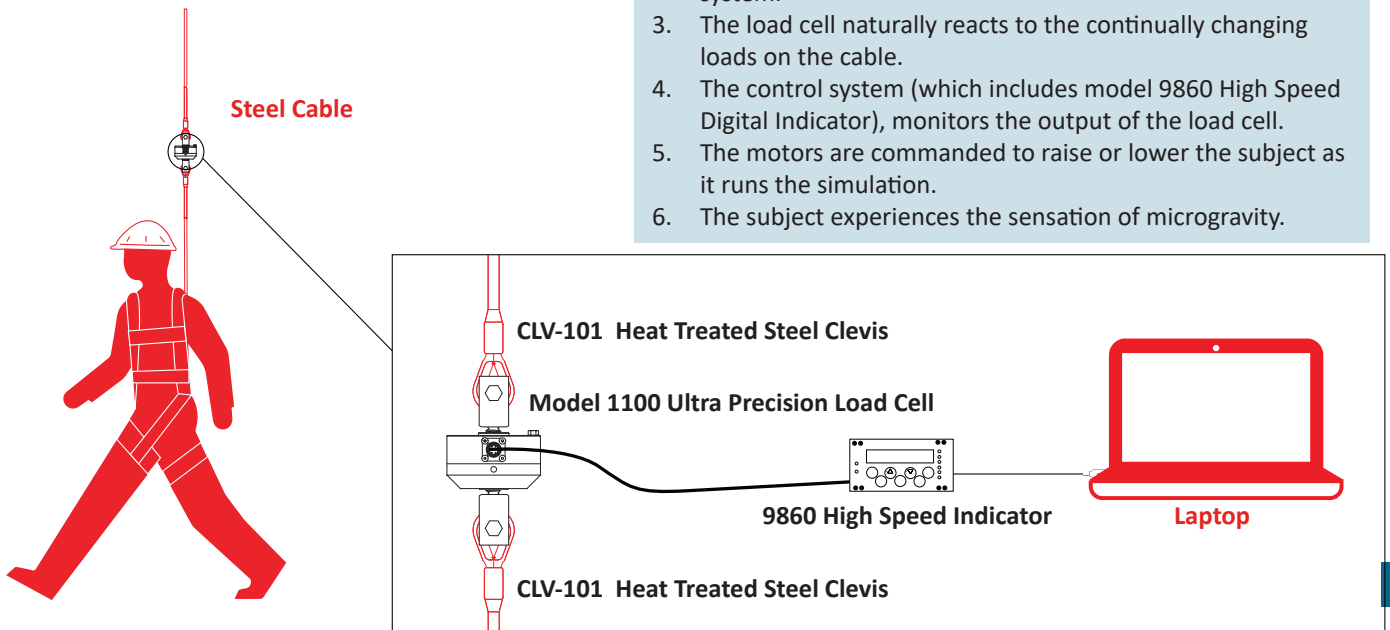 system.
3. The load cell naturally reacts to the continually changing
loads on the cable.
4. The control system (which includes model 9860 High Speed
Digital Indicator), monitors the output of the load cell.
5. The motors are commanded to raise or lower the subject as
it runs the simulation.
6. The subject experiences the sensation of microgravity.
Steel Cable
CLV-101 Heat Treated Steel Clevis
Model 1100 Ultra Precision Load Cell
9860 High Speed Indicator
Laptop
CLV-101 Heat Treated Steel Clevis